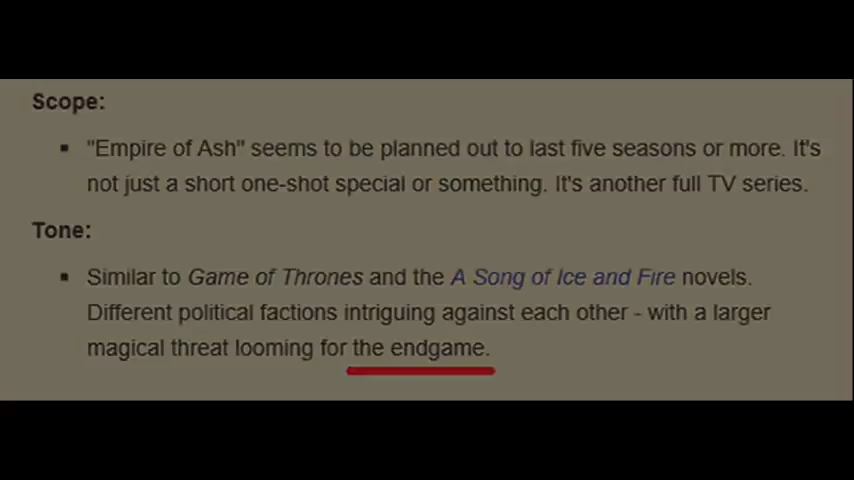 Scope:
"Empire of Ash" seems to be planned out to last five seasons or more. It's
not just a short one-shot special or something. It's another full TV series.
Tone:
Similar to Game of Thrones and the A Song of Ice and Fire novels.
Different political factions intriguing against each other - with a larger
magical threat looming for the endgame.